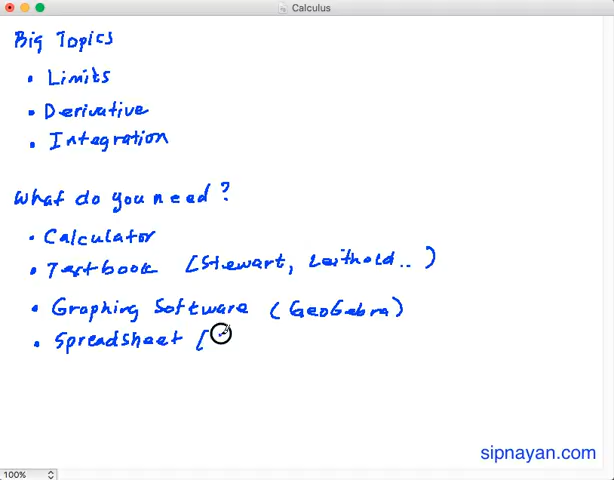 Calculus
Big Topics
• Limits
• Derivative
• Integration
What do you need?
• Calculator
• Textbook (Stewart, Leithold..)
• Graphing Software (GeoGebra)
• Spreadsheet (
sipnayan.com
100%